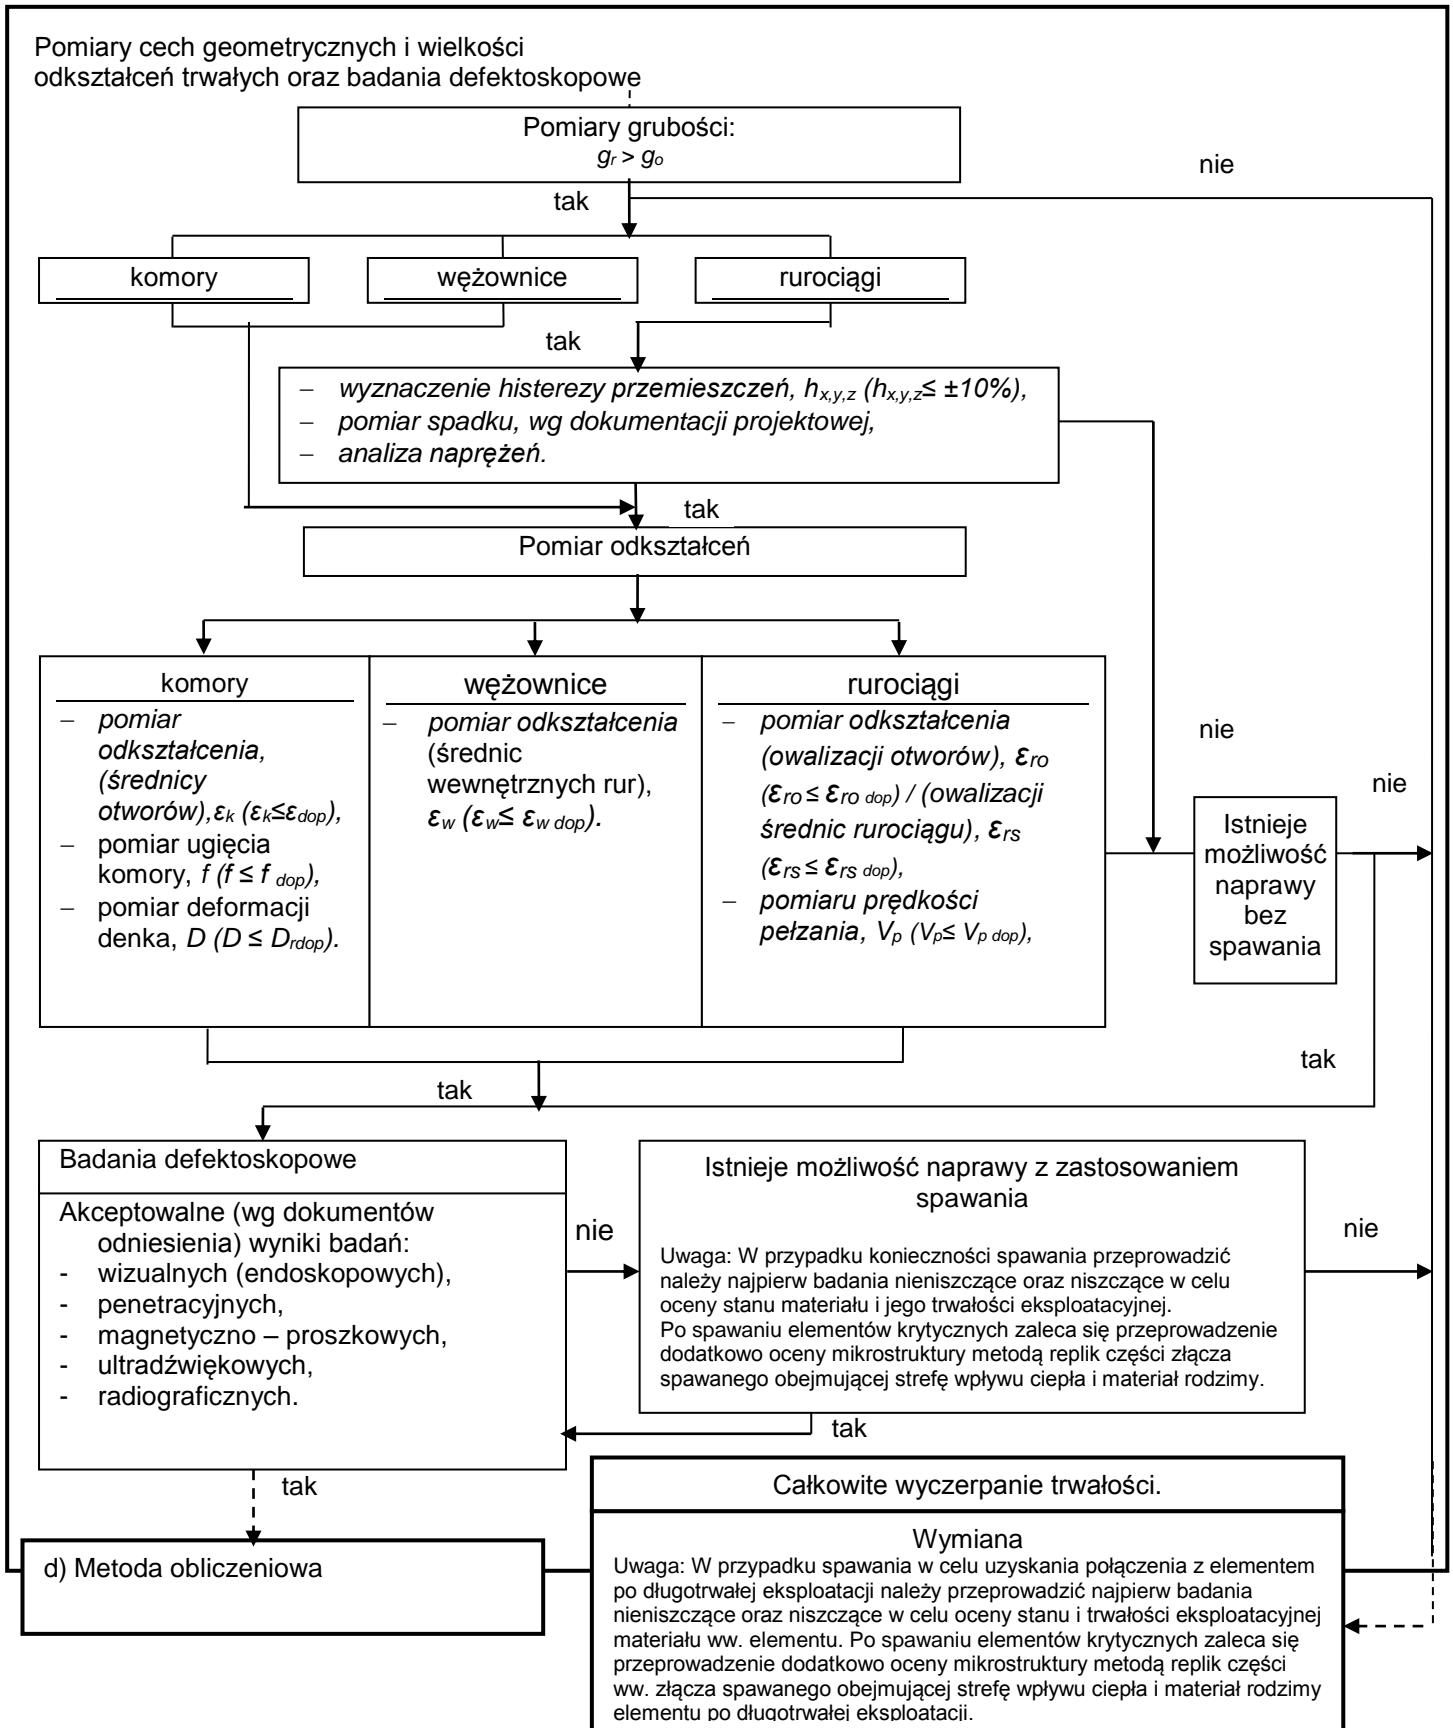 Pomiary cech geometrycznych i wielkości
odkształceń trwałych oraz badania defektoskopowe
Pomiary grubości:
gr > go
nie
tak
komory
wężownice
rurociągi
tak
– wyznaczenie histerezy przemieszczeń, hx,y,z (hx,y,z≤ ±10%),
– pomiar spadku, wg dokumentacji projektowej,
– analiza naprężeń.
tak
Pomiar odkształceń
komory
– pomiar
odkształcenia,
(średnicy
otworów),εk (εk≤εdop),
– pomiar ugięcia
komory, f (f ≤ f dop),
– pomiar deformacji
denka, D (D ≤ Drdop).
wężownice
– pomiar odkształcenia
(średnic
wewnętrznych rur),
εw (εw≤ εw dop).
rurociągi
– pomiar odkształcenia
(owalizacji otworów), εro
(εro ≤ εro dop) / (owalizacji
średnic rurociągu), εrs
(εrs ≤ εrs dop),
– pomiaru prędkości
pełzania, Vp (Vp≤ Vp dop),
nie
nie
Istnieje
możliwość
naprawy
bez
spawania
tak
tak
Badania defektoskopowe
Akceptowalne (wg dokumentów
odniesienia) wyniki badań:
- wizualnych (endoskopowych),
- penetracyjnych,
- magnetyczno – proszkowych,
- ultradźwiękowych,
- radiograficznych.
nie
Istnieje możliwość naprawy z zastosowaniem
spawania
Uwaga: W przypadku konieczności spawania przeprowadzić
należy najpierw badania nieniszczące oraz niszczące w celu
oceny stanu materiału i jego trwałości eksploatacyjnej.
Po spawaniu elementów krytycznych zaleca się przeprowadzenie
dodatkowo oceny mikrostruktury metodą replik części złącza
spawanego obejmującej strefę wpływu ciepła i materiał rodzimy.
nie
tak
tak
d) Metoda obliczeniowa
Całkowite wyczerpanie trwałości.
Wymiana
Uwaga: W przypadku spawania w celu uzyskania połączenia z elementem
po długotrwałej eksploatacji należy przeprowadzić najpierw badania
nieniszczące oraz niszczące w celu oceny stanu i trwałości eksploatacyjnej
materiału ww. elementu. Po spawaniu elementów krytycznych zaleca się
przeprowadzenie dodatkowo oceny mikrostruktury metodą replik części
ww. złącza spawanego obejmującej strefę wpływu ciepła i materiał rodzimy
elementu po długotrwałej eksploatacji.